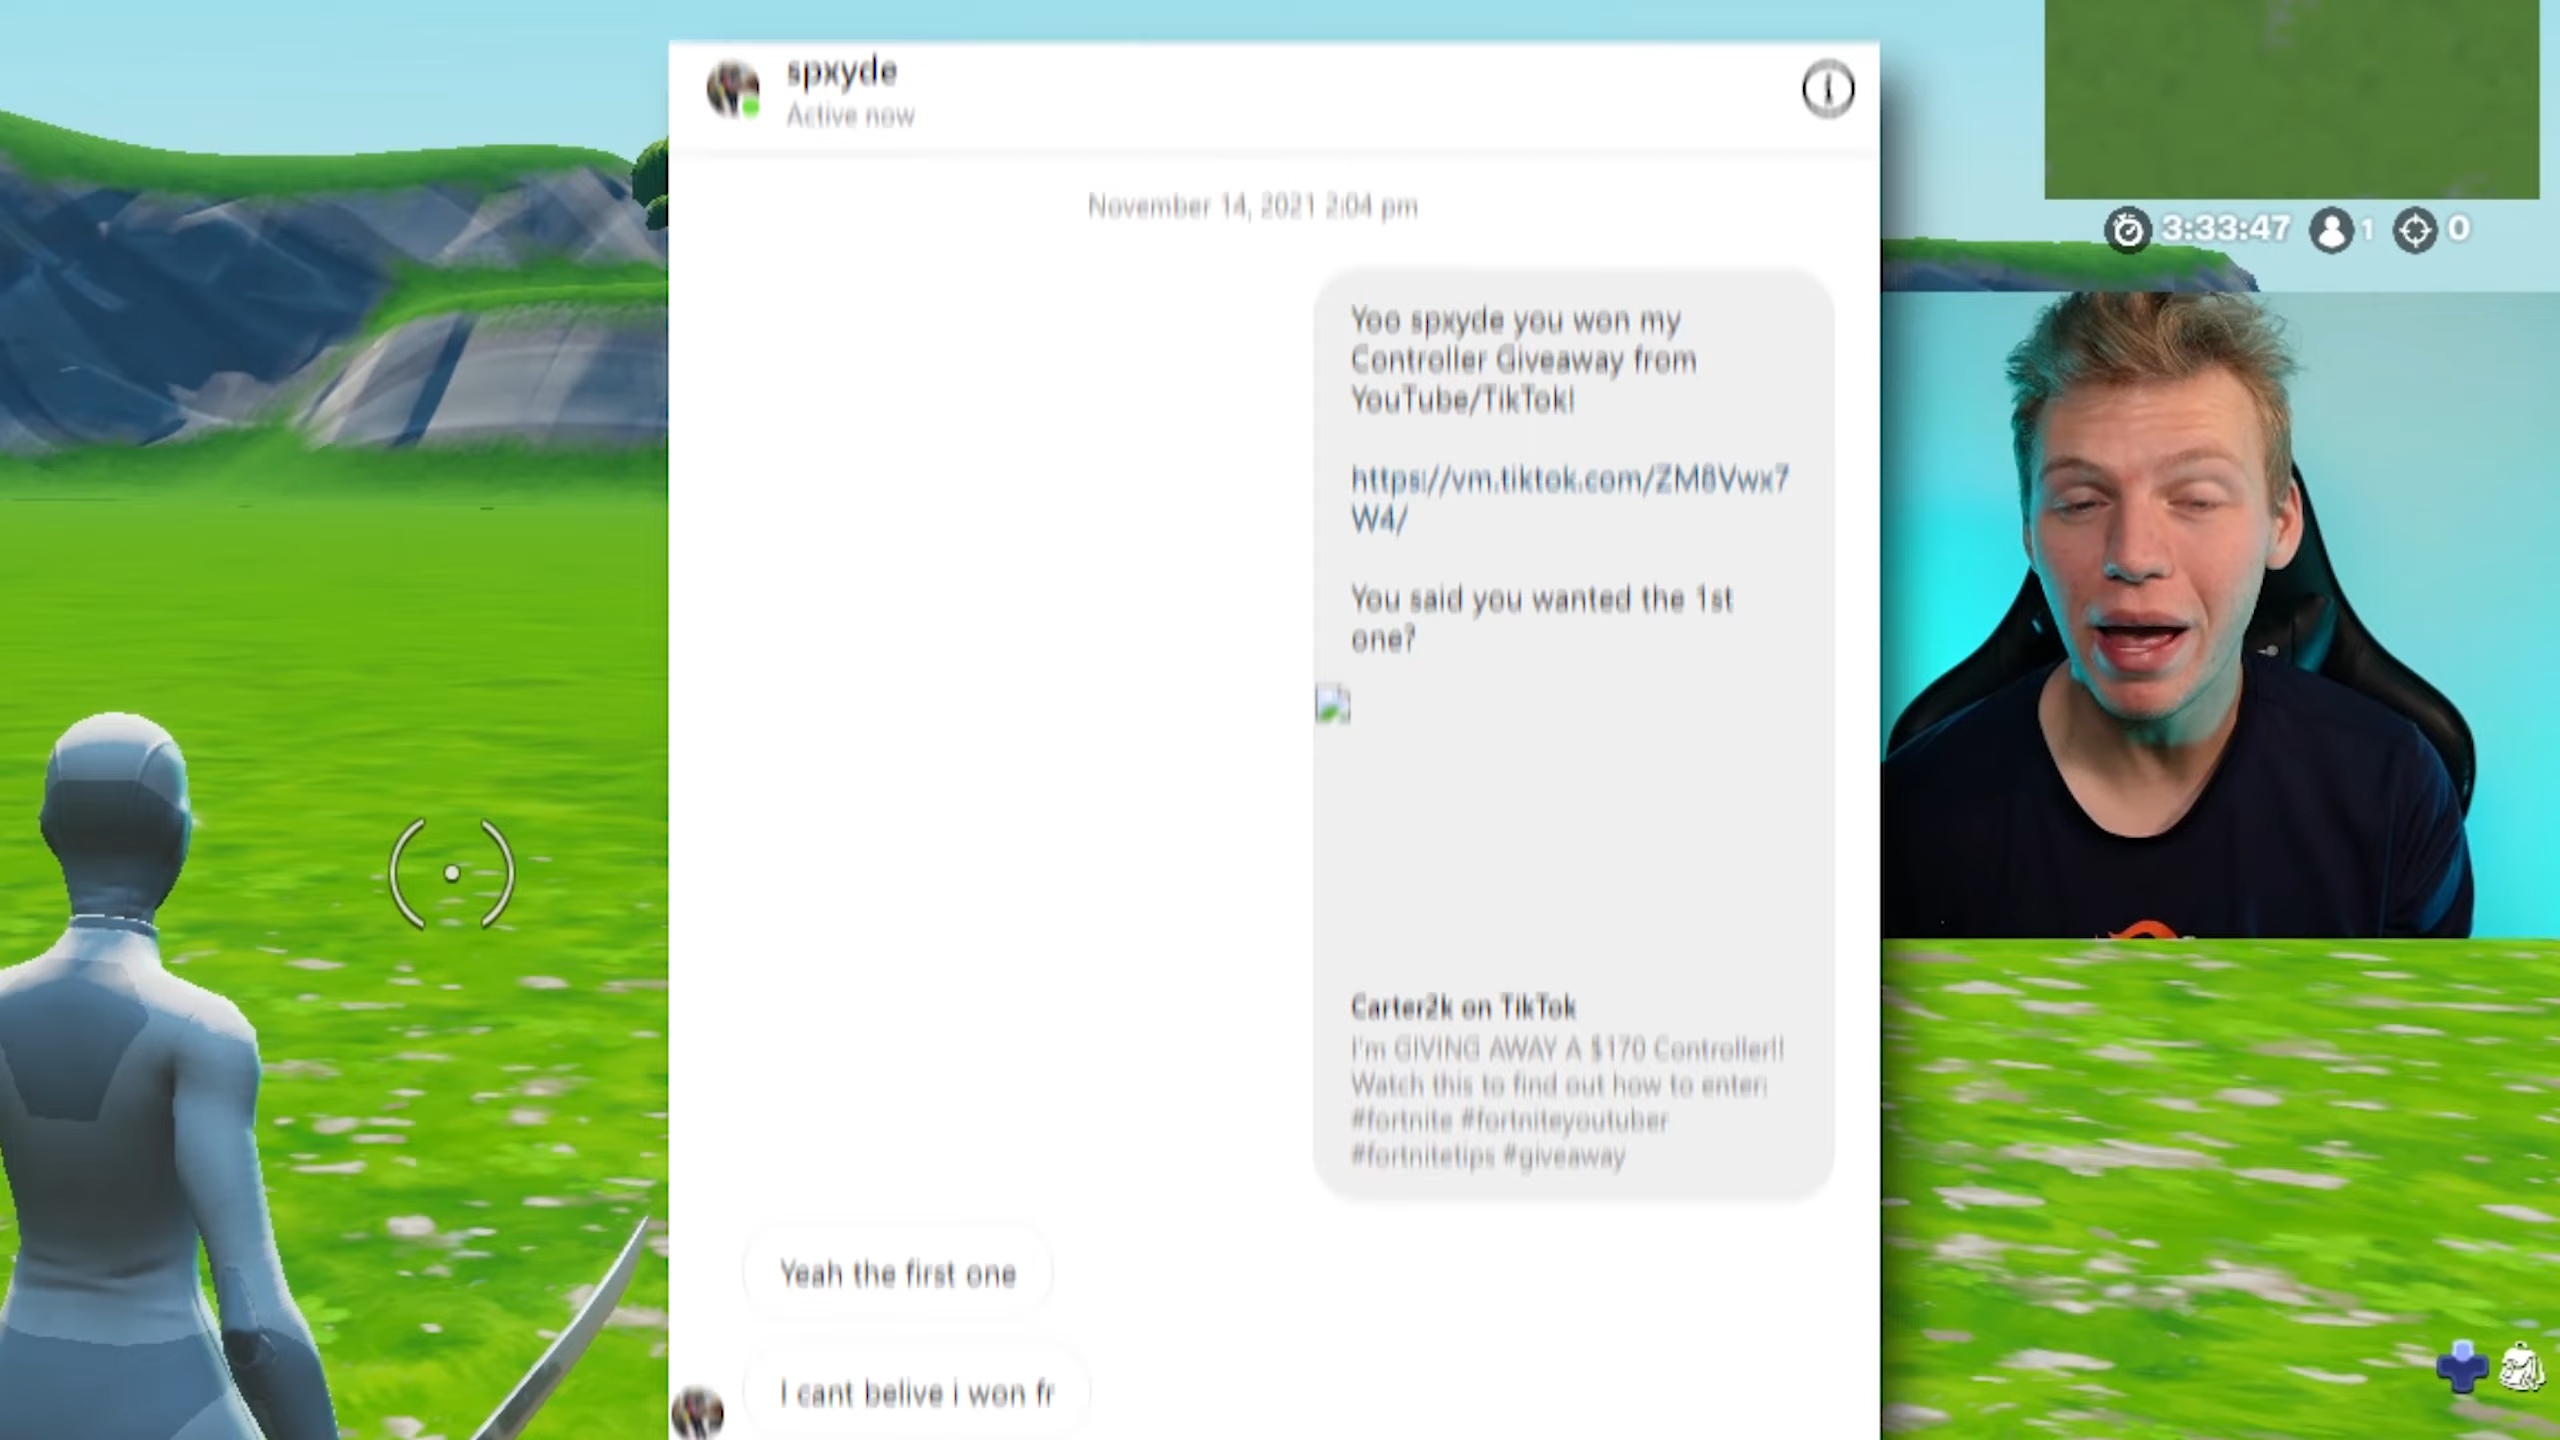 spxyde
Active now
November 14, 2021 2:04 pm
Yoo spxyde you won my
Controller Giveaway from
YouTube/TikTok!
https://vm.tiktok.com/ZM8Vwx7
W4/
You said you wanted the 1st
one?
Carter2k on TikTok
I'm GIVING AWAY A $170 Controller!!
Watch this to find out how to enter:
#fortnite #fortniteyoutuber
#fortnitetips #giveaway
Yeah the first one
I cant belive i won fr
3:33:47 1 0